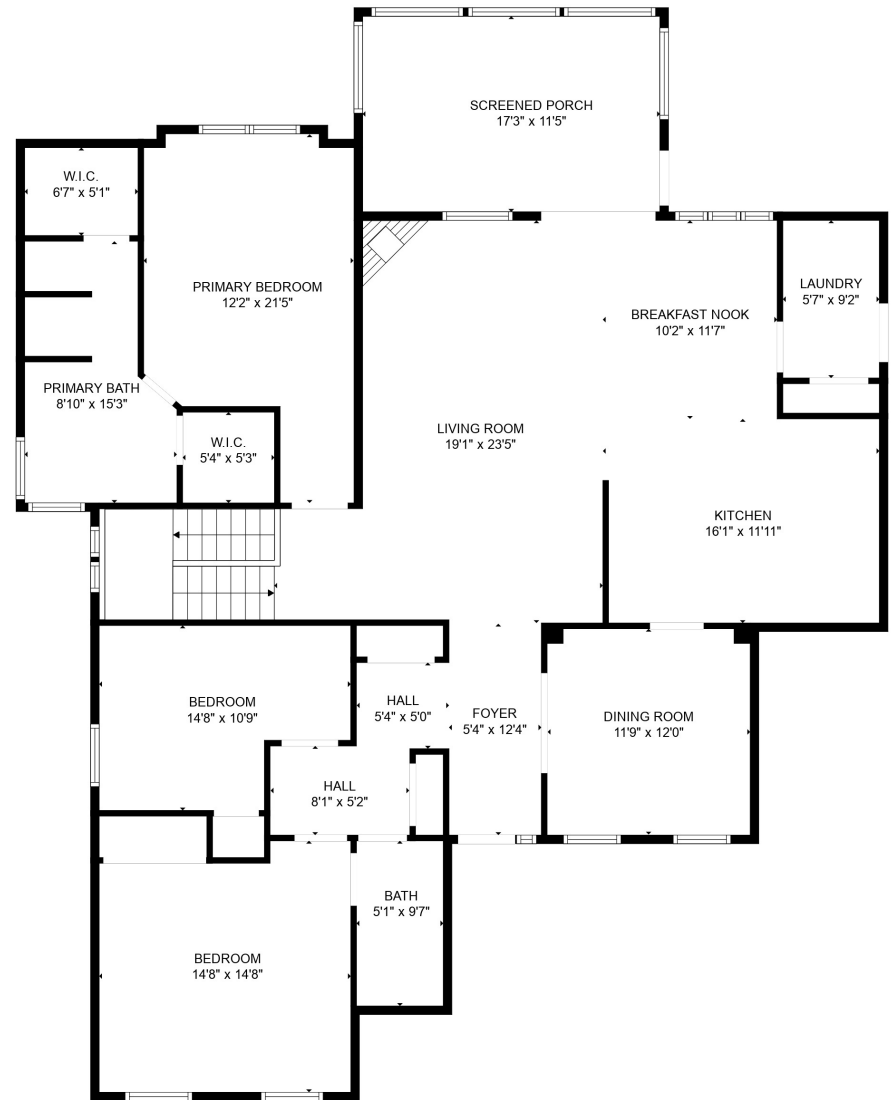 SCREENED PORCH
17'3" x 11'5"
W.I.C.
6'7" x 5'1"
PRIMARY BEDROOM
12'2" x 21'5"
LAUNDRY
5'7" x 9'2"
BREAKFAST NOOK
10'2" x 11'7"
PRIMARY BATH
8'10" x 15'3"
W.I.C.
5'4" x 5'3"
LIVING ROOM
19'1" x 23'5"
KITCHEN
16'1" x 11'11"
BEDROOM
14'8" x 10'9"
HALL
5'4" x 5'0"
FOYER
5'4" x 12'4"
DINING ROOM
11'9" x 12'0"
HALL
8'1" x 5'2"
BATH
5'1" x 9'7"
BEDROOM
14'8" x 14'8"